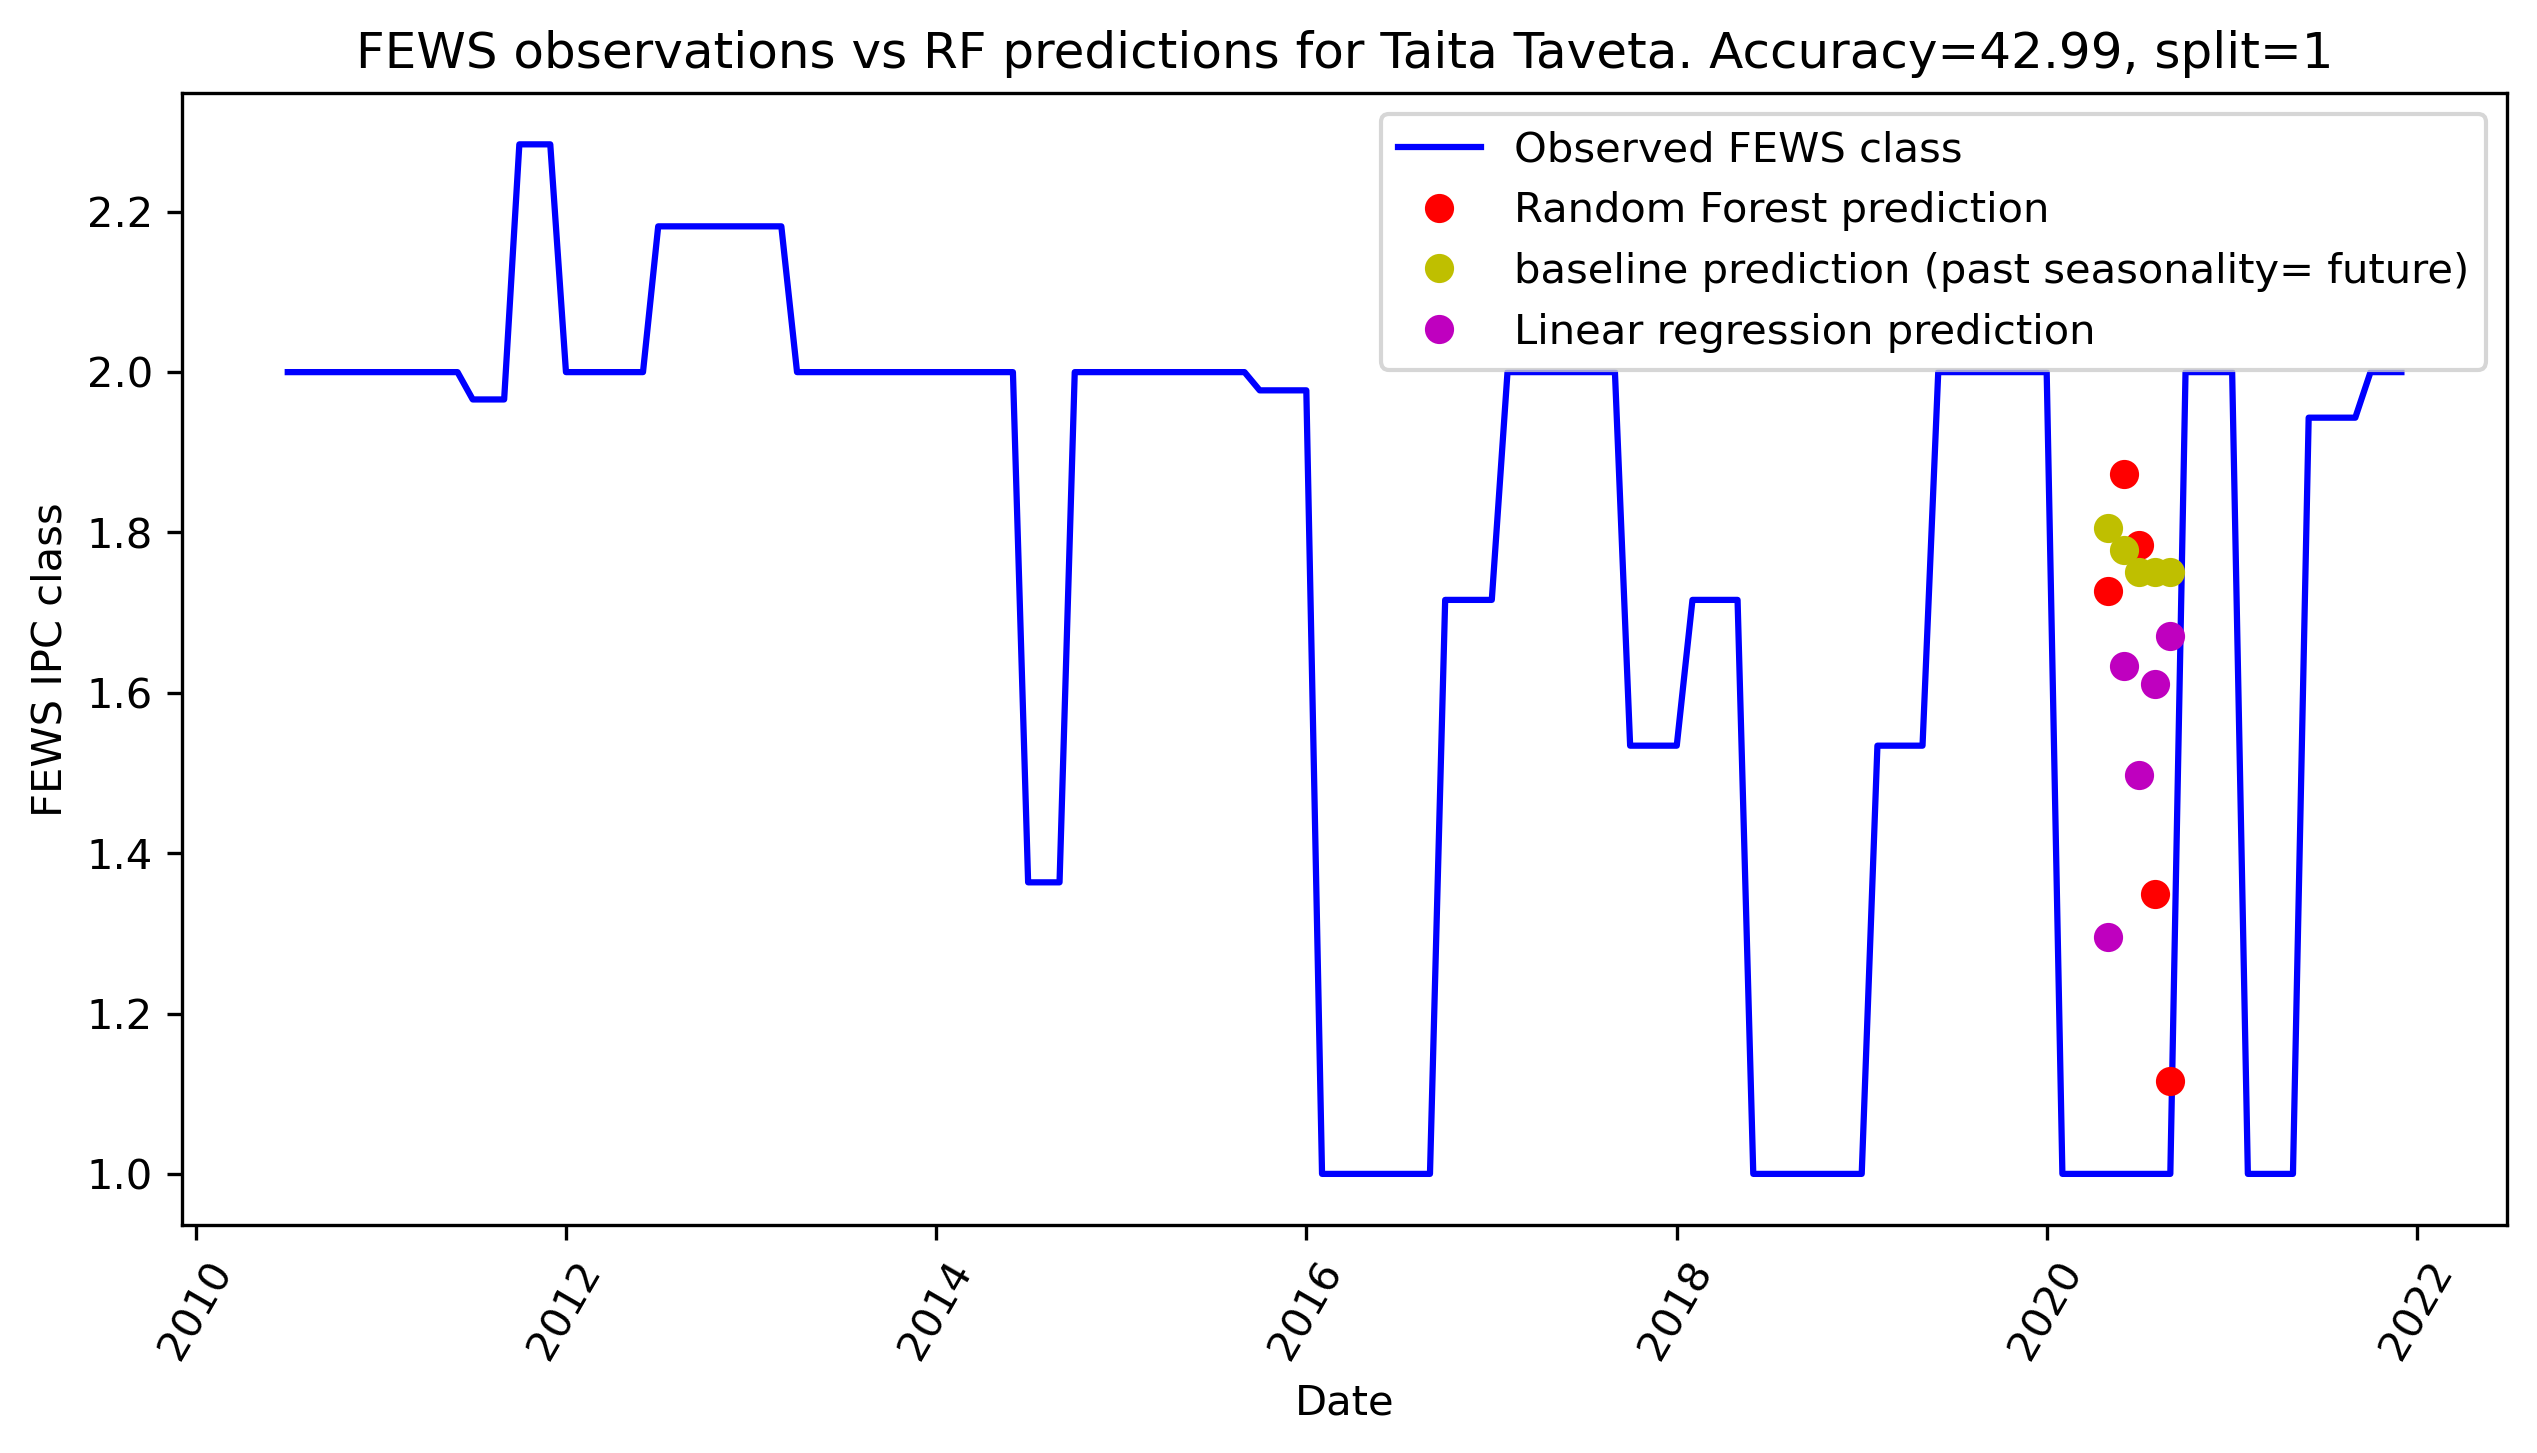 FEWS observations vs RF predictions for Taita Taveta. Accuracy=42.99, split=1
Observed FEWS class
Random Forest prediction
baseline prediction (past seasonality= future)
Linear regression prediction
FEWS IPC class
2.2
2.0
1.8
1.6
1.4
1.2
1.0
2010
2012
2014
2016
2018
2020
2022
Date